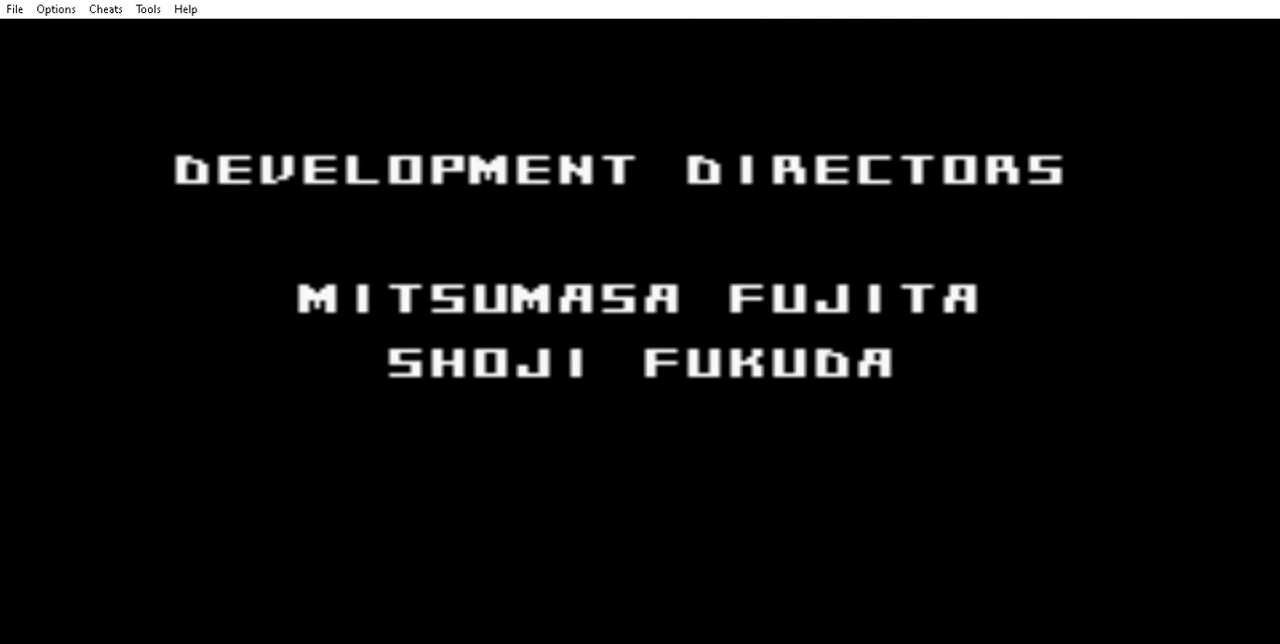 File Options Cheats Tools Help
DEVELOPMENT DIRECTORS
MITSUMASA FUJITA
SHOJI FUKUDA